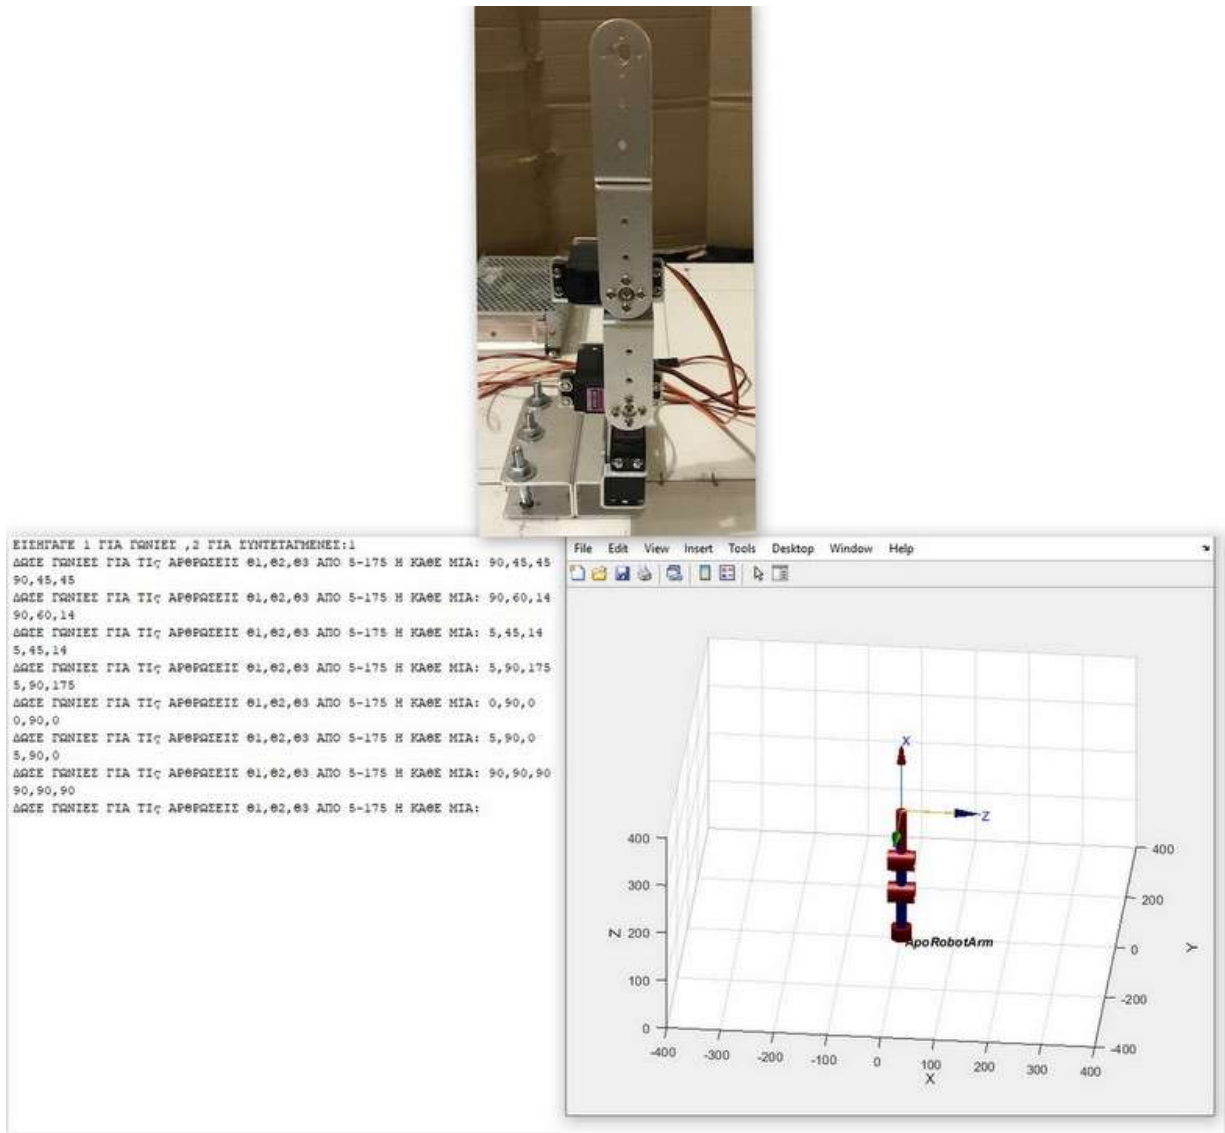 ΕΙΣΗΓΑΓΕ 1 ΓΙΑ ΓΩΝΙΕΣ ,2 ΓΙΑ ΣΥΝΤΕΤΑΓΜΕΝΕΣ:1
ΔΩΣΕ ΓΩΝΙΕΣ ΓΙΑ ΤΙς ΑΡΘΡΩΣΕΙΣ θ1,θ2,θ3 ΑΠΟ 5-175 Η ΚΑΘΕ ΜΙΑ: 90,45,45
90,45,45
ΔΩΣΕ ΓΩΝΙΕΣ ΓΙΑ ΤΙς ΑΡΘΡΩΣΕΙΣ θ1,θ2,θ3 ΑΠΟ 5-175 Η ΚΑΘΕ ΜΙΑ: 90,60,14
90,60,14
ΔΩΣΕ ΓΩΝΙΕΣ ΓΙΑ ΤΙς ΑΡΘΡΩΣΕΙΣ θ1,θ2,θ3 ΑΠΟ 5-175 Η ΚΑΘΕ ΜΙΑ: 5,45,14
5,45,14
ΔΩΣΕ ΓΩΝΙΕΣ ΓΙΑ ΤΙς ΑΡΘΡΩΣΕΙΣ θ1,θ2,θ3 ΑΠΟ 5-175 Η ΚΑΘΕ ΜΙΑ: 5,90,175
5,90,175
ΔΩΣΕ ΓΩΝΙΕΣ ΓΙΑ ΤΙς ΑΡΘΡΩΣΕΙΣ θ1,θ2,θ3 ΑΠΟ 5-175 Η ΚΑΘΕ ΜΙΑ: 0,90,0
0,90,0
ΔΩΣΕ ΓΩΝΙΕΣ ΓΙΑ ΤΙς ΑΡΘΡΩΣΕΙΣ θ1,θ2,θ3 ΑΠΟ 5-175 Η ΚΑΘΕ ΜΙΑ: 5,90,0
5,90,0
ΔΩΣΕ ΓΩΝΙΕΣ ΓΙΑ ΤΙς ΑΡΘΡΩΣΕΙΣ θ1,θ2,θ3 ΑΠΟ 5-175 Η ΚΑΘΕ ΜΙΑ: 90,90,90
90,90,90
ΔΩΣΕ ΓΩΝΙΕΣ ΓΙΑ ΤΙς ΑΡΘΡΩΣΕΙΣ θ1,θ2,θ3 ΑΠΟ 5-175 Η ΚΑΘΕ ΜΙΑ:
File Edit View Insert Tools Desktop Window Help
X
Z
ApoRobotArm
400
300
Z 200
100
0
-400 -300 -200 -100 0 100 200 300 400
X
400
200
0 Y
-200
-400